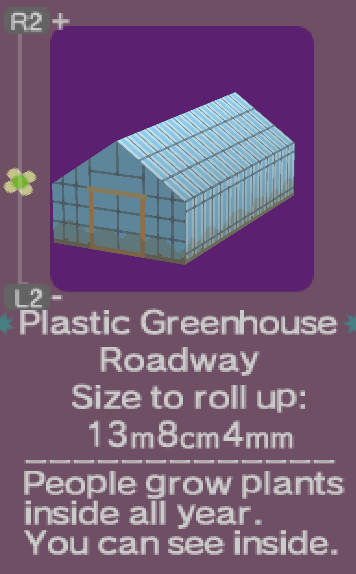 R2 +
L2 -
Plastic Greenhouse
Roadway
Size to roll up:
13m8cm4mm
People grow plants
inside all year.
You can see inside.